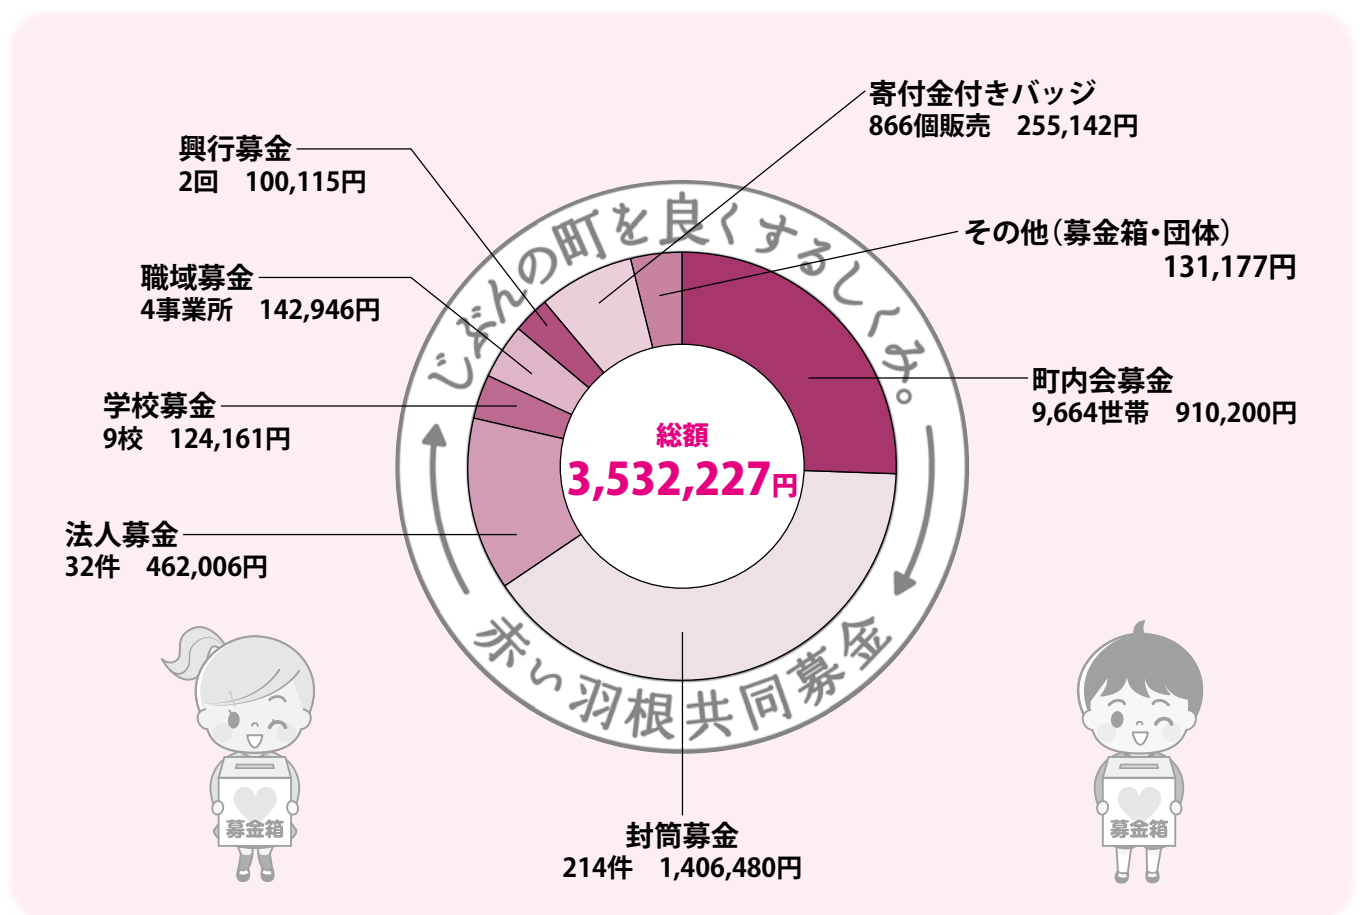 寄付金付きバッジ
866個販売　255,142円
その他（募金箱・団体）
131,177円
町内会募金
9,664世帯　910,200円
封筒募金
214件　1,406,480円
法人募金
32件　462,006円
学校募金
9校　124,161円
職域募金
4事業所　142,946円
興行募金
2回　100,115円
じぶんの町を良くするしくみ。
赤い羽根共同募金
総額
3,532,227円
募金箱
募金箱